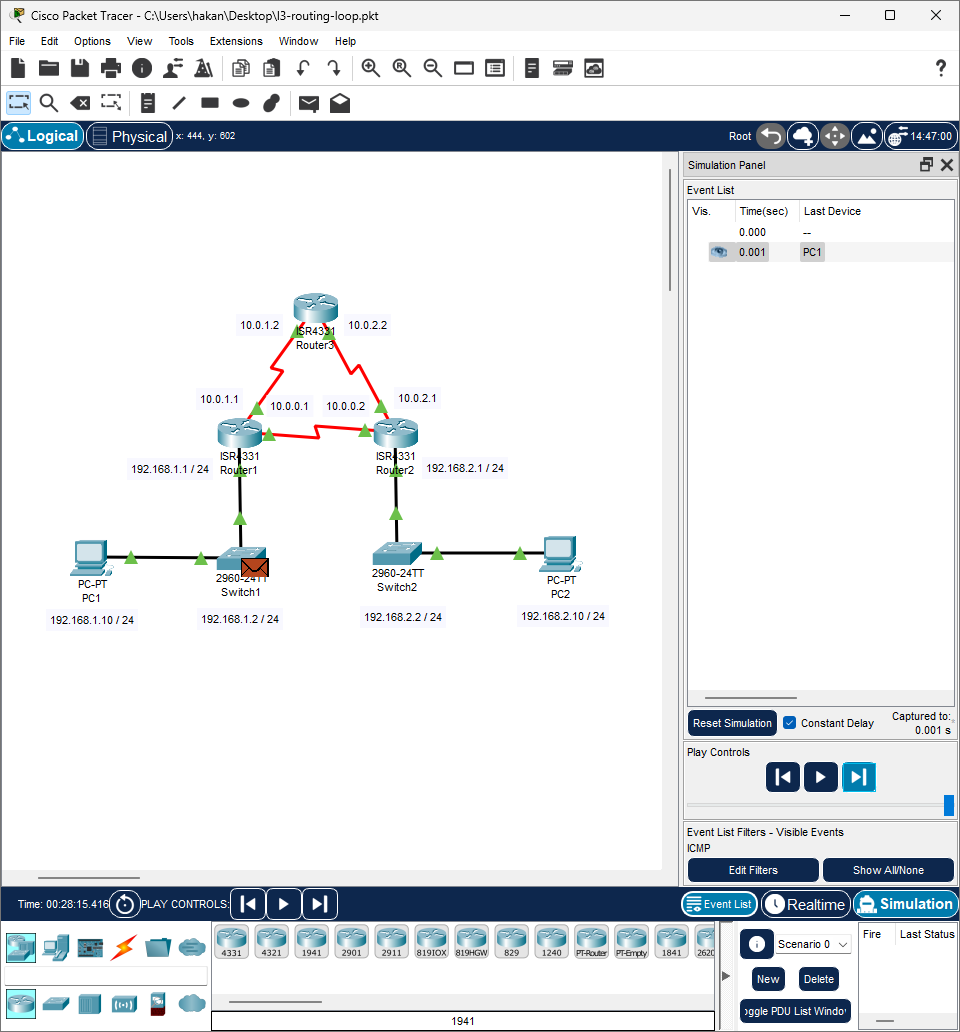 Cisco Packet Tracer - C:\Users\hakan\Desktop\l3-routing-loop.pkt
File Edit Options View Tools Extensions Window Help
Logical Physical x: 444, y: 602 Root 14:47:00
Simulation Panel
Event List
Vis. Time(sec) Last Device
0.000 --
0.001 PC1
10.0.1.2 10.0.2.2
ISR4331
Router3
10.0.1.1 10.0.0.1 10.0.0.2 10.0.2.1
ISR4331 ISR4331
Router1 Router2
192.168.1.1 / 24 192.168.2.1 / 24
PC-PT 2960-24TT 2960-24TT PC-PT
PC1 Switch1 Switch2 PC2
192.168.1.10 / 24 192.168.1.2 / 24 192.168.2.2 / 24 192.168.2.10 / 24
Reset Simulation Constant Delay Captured to:
0.001 s
Play Controls
Event List Filters - Visible Events
ICMP
Edit Filters Show All/None
Time: 00:28:15.416 PLAY CONTROLS: Event List Realtime Simulation
4331 4321 1941 2901 2911 819IOX 819HGW 829 1240 PT-Router PT-Empty 1841 2620
1941
Scenario 0
New Delete
oggle PDU List Windov
Fire Last Status